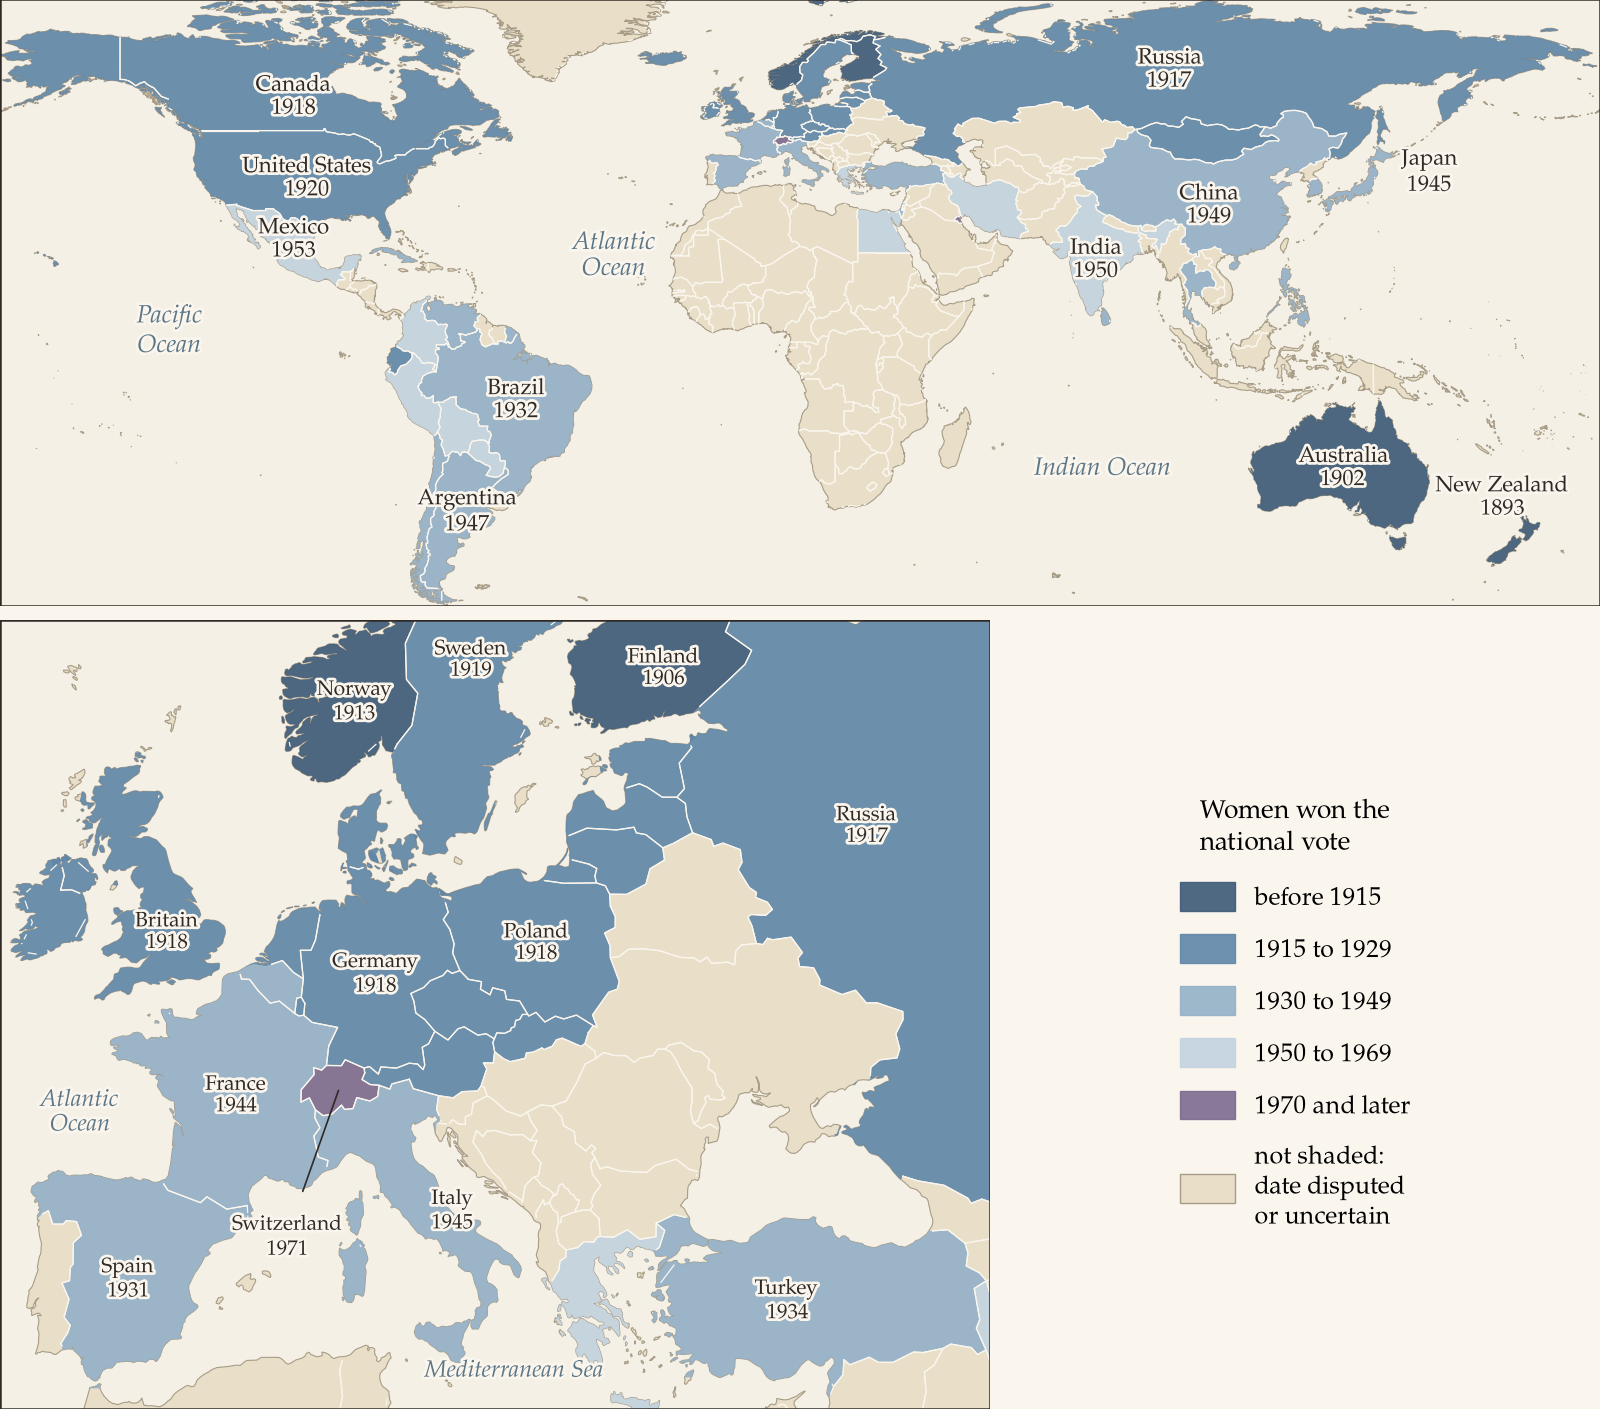 Canada
1918
United States
1920
Mexico
1953
Pacific
Ocean
Atlantic
Ocean
Brazil
1932
Argentina
1947
Russia
1917
Japan
1945
China
1949
India
1950
Indian Ocean
Australia
1902
New Zealand
1893
Sweden
1919
Finland
1906
Norway
1913
Russia
1917
Britain
1918
Poland
1918
Germany
1918
France
1944
Atlantic
Ocean
Switzerland
1971
Italy
1945
Spain
1931
Turkey
1934
Mediterranean Sea
Women won the
national vote
before 1915
1915 to 1929
1930 to 1949
1950 to 1969
1970 and later
not shaded:
date disputed
or uncertain